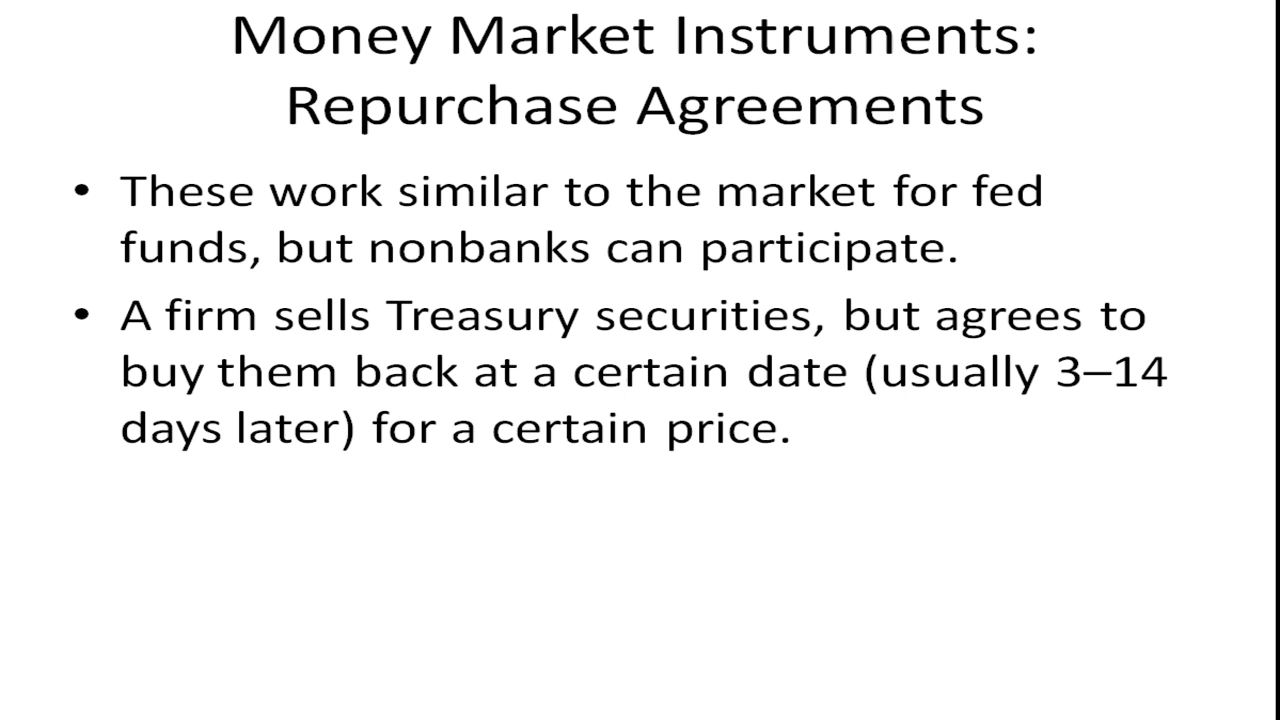 Money Market Instruments:
Repurchase Agreements
• These work similar to the market for fed
funds, but nonbanks can participate.
• A firm sells Treasury securities, but agrees to
buy them back at a certain date (usually 3–14
days later) for a certain price.